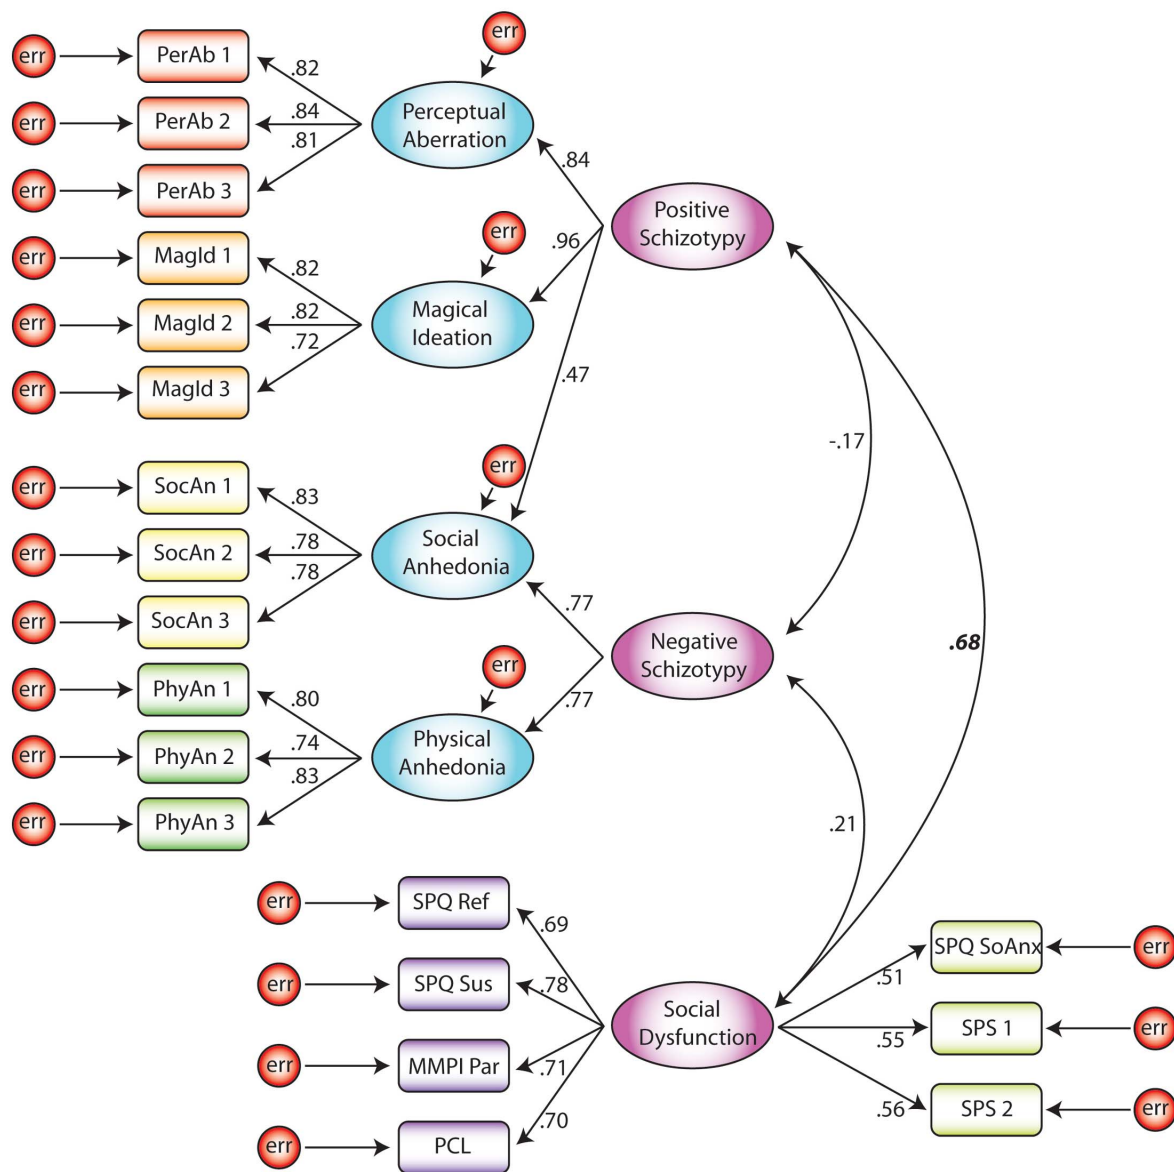 err
PerAb 1
.82
err
err
PerAb 2
.84
Perceptual
Aberration
.81
err
PerAb 3
.84
Positive
Schizotypy
err
MagId 1
.82
err
.96
err
MagId 2
.82
Magical
Ideation
.72
err
MagId 3
.47
-.17
err
SocAn 1
.83
err
err
SocAn 2
.78
Social
Anhedonia
.78
err
SocAn 3
.77
Negative
Schizotypy
.68
err
PhyAn 1
.80
err
.77
err
PhyAn 2
.74
Physical
Anhedonia
.83
err
PhyAn 3
.21
err
SPQ Ref
.69
SPQ SoAnx
err
err
SPQ Sus
.78
.51
Social
Dysfunction
.55
SPS 1
err
err
MMPI Par
.71
.56
SPS 2
err
err
PCL
.70